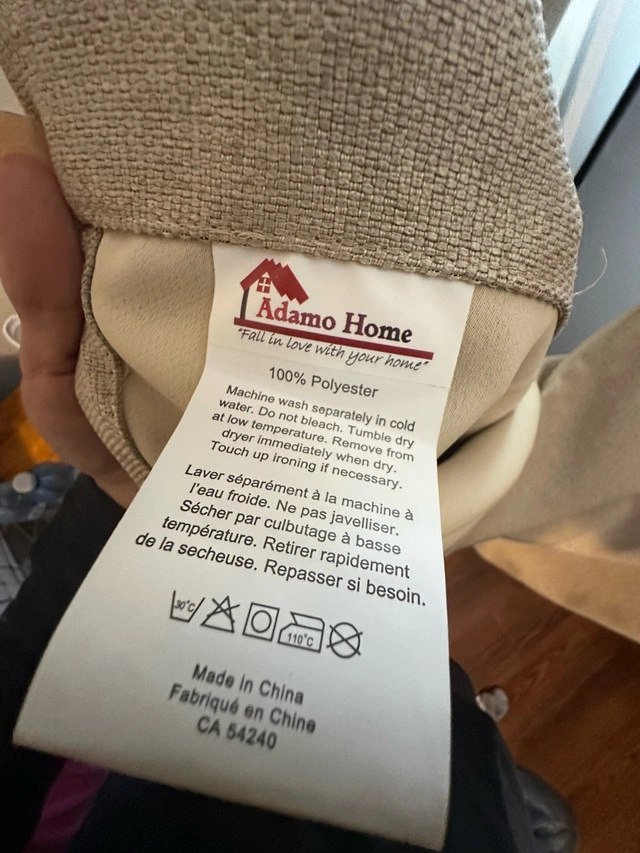 Adamo Home
"Fall in love with your home"
100% Polyester
Machine wash separately in cold
water. Do not bleach. Tumble dry
at low temperature. Remove from
dryer immediately when dry.
Touch up ironing if necessary.
Laver séparément à la machine à
l'eau froide. Ne pas javelliser.
Sécher par culbutage à basse
température. Retirer rapidement
de la secheuse. Repasser si besoin.
30°C 110°C
Made in China
Fabriqué en Chine
CA 54240